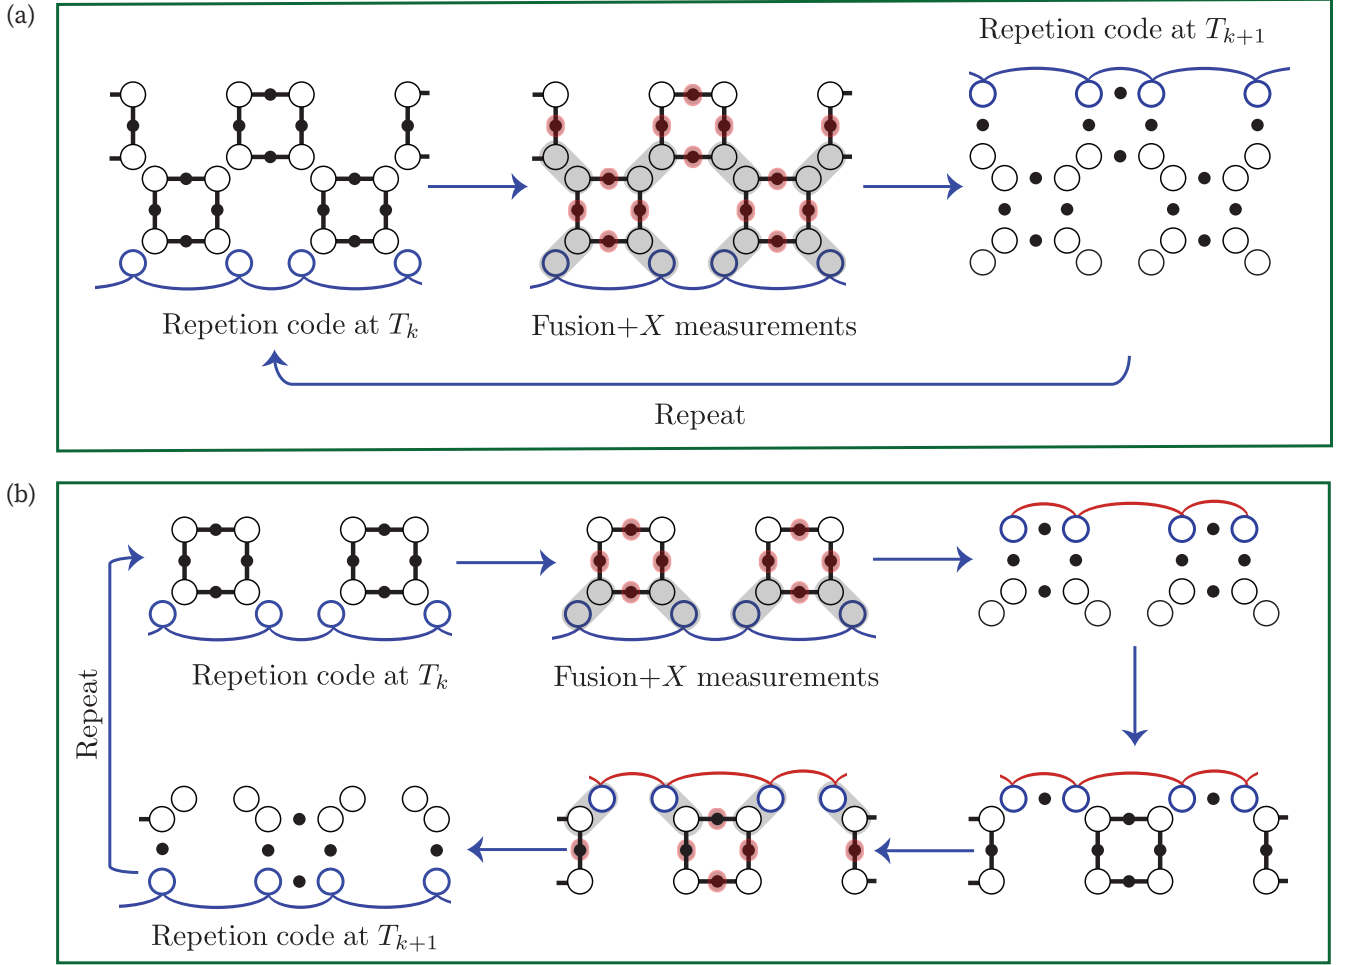 (a)
Repetion code at T_{k+1}
Repetion code at T_k
Fusion+X measurements
Repeat
(b)
Repetion code at T_k
Fusion+X measurements
Repeat
Repetion code at T_{k+1}